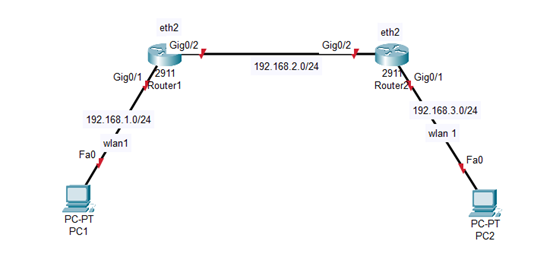 eth2
eth2
Gig0/2
Gig0/2
2911
Router1
192.168.2.0/24
2911
Router2
Gig0/1
Gig0/1
192.168.1.0/24
192.168.3.0/24
wlan1
wlan 1
Fa0
Fa0
PC-PT
PC1
PC-PT
PC2